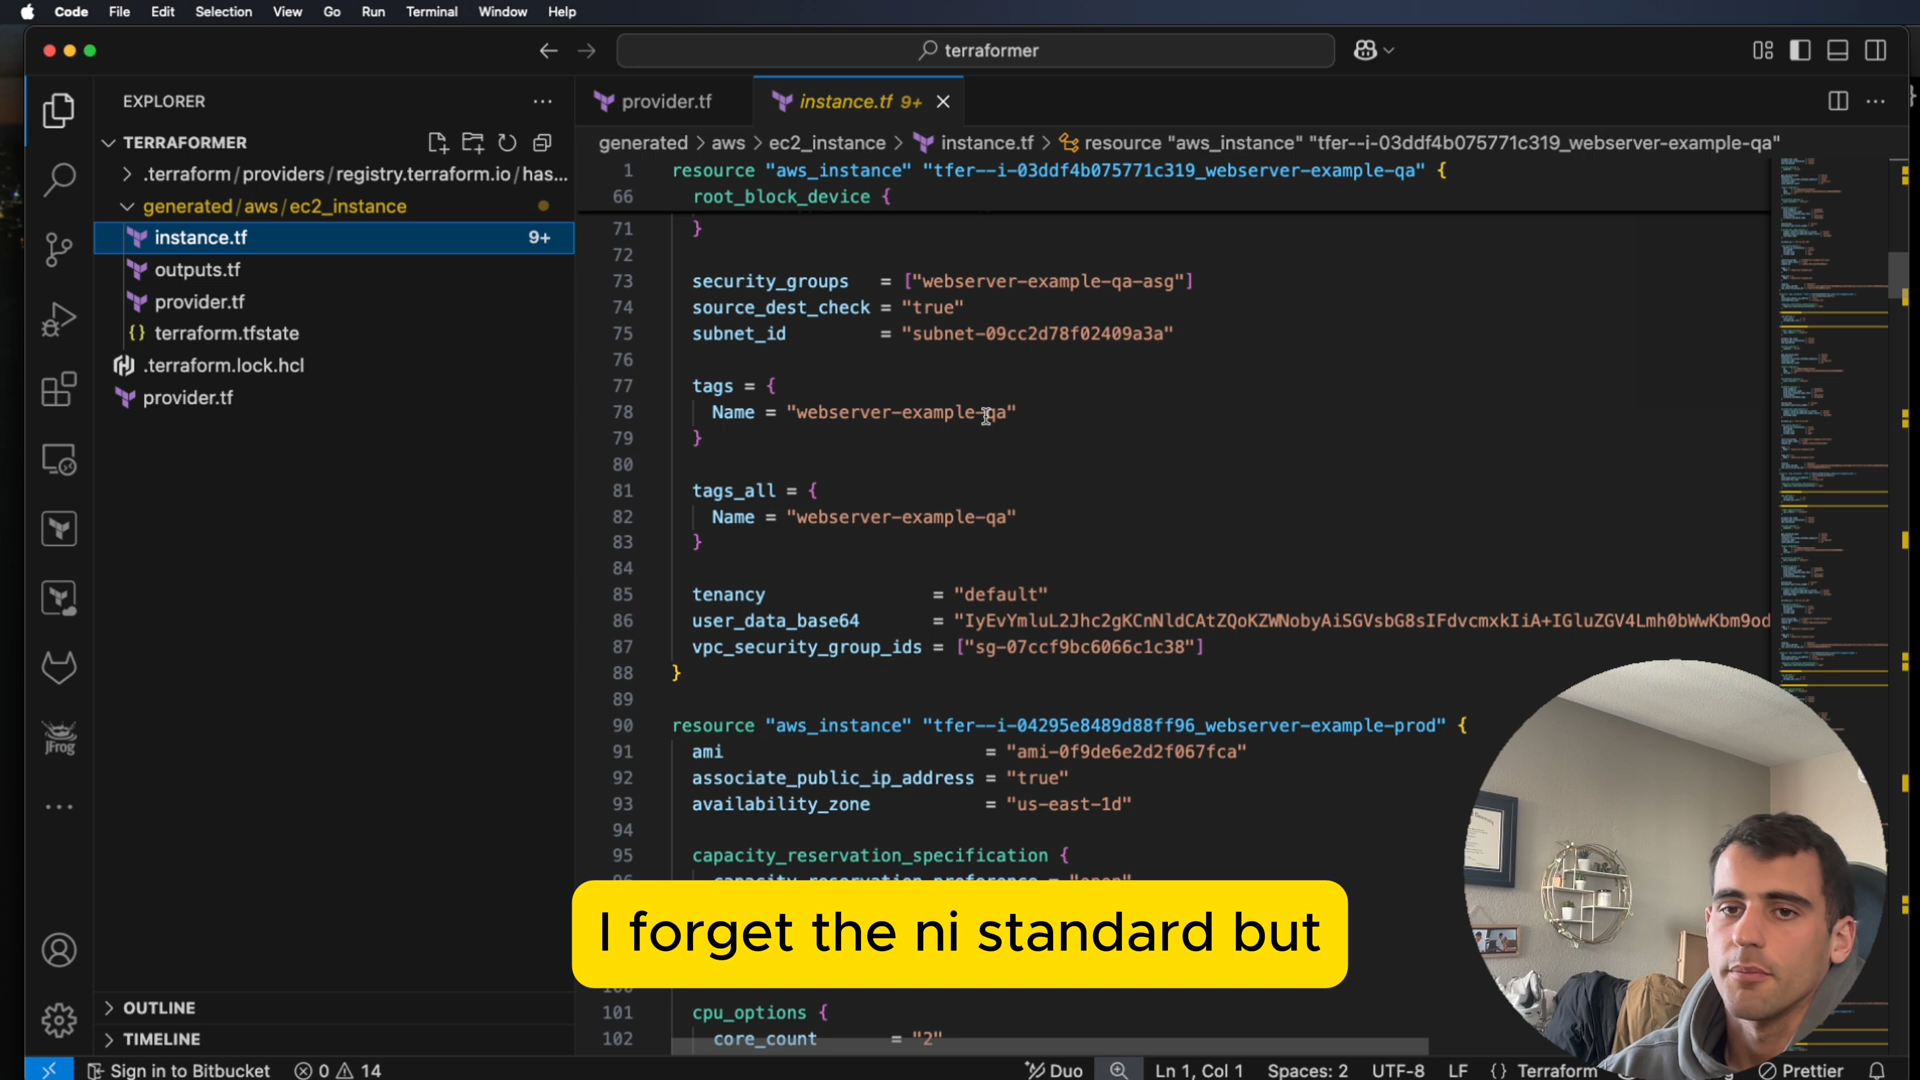 Code File Edit Selection View Go Run Terminal Window Help
terraformer
EXPLORER
TERRAFORMER
.terraform/providers/registry.terraform.io/has...
generated/aws/ec2_instance
instance.tf 9+
outputs.tf
provider.tf
{} terraform.tfstate
.terraform.lock.hcl
provider.tf
OUTLINE
TIMELINE
provider.tf
instance.tf 9+
generated > aws > ec2_instance > instance.tf > resource "aws_instance" "tfer--i-03ddf4b075771c319_webserver-example-qa"
1 resource "aws_instance" "tfer--i-03ddf4b075771c319_webserver-example-qa" {
66 root_block_device {
71 }
72
73 security_groups = ["webserver-example-qa-asg"]
74 source_dest_check = "true"
75 subnet_id = "subnet-09cc2d78f02409a3a"
76
77 tags = {
78 Name = "webserver-example-qa"
79 }
80
81 tags_all = {
82 Name = "webserver-example-qa"
83 }
84
85 tenancy = "default"
86 user_data_base64 = "IyEvYmluL2Jhc2gKCnNldCAtZQoKZWNobyAiSGVsbG8sIFdvcmxkIiA+IGluZGV4Lmh0bWwKbm9od
87 vpc_security_group_ids = ["sg-07ccf9bc6066c1c38"]
88 }
89
90 resource "aws_instance" "tfer--i-04295e8489d88ff96_webserver-example-prod" {
91 ami = "ami-0f9de6e2d2f067fca"
92 associate_public_ip_address = "true"
93 availability_zone = "us-east-1d"
94
95 capacity_reservation_specification {
I forget the ni standard but
101 cpu_options {
102 core_count = "2"
JFrog
Sign in to Bitbucket 0 14 Duo Ln 1, Col 1 Spaces: 2 UTF-8 LF {} Terraform Prettier